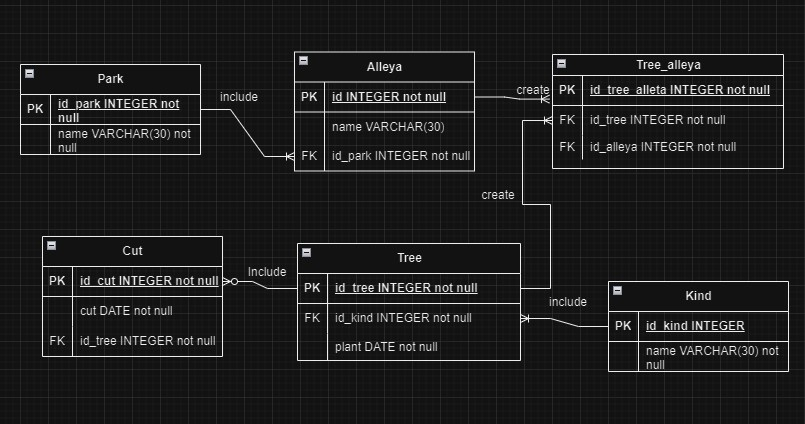 Park
PK id_park INTEGER not
null
name VARCHAR(30) not
null
include
Alleya
PK id INTEGER not null
name VARCHAR(30)
FK id_park INTEGER not null
create
Tree_alleya
PK id_tree_alleta INTEGER not null
FK id_tree INTEGER not null
FK id_alleya INTEGER not null
create
Cut
PK id_cut INTEGER not null
cut DATE not null
FK id_tree INTEGER not null
Include
Tree
PK id_tree INTEGER not null
FK id_kind INTEGER not null
plant DATE not null
include
Kind
PK id_kind INTEGER
name VARCHAR(30) not
null